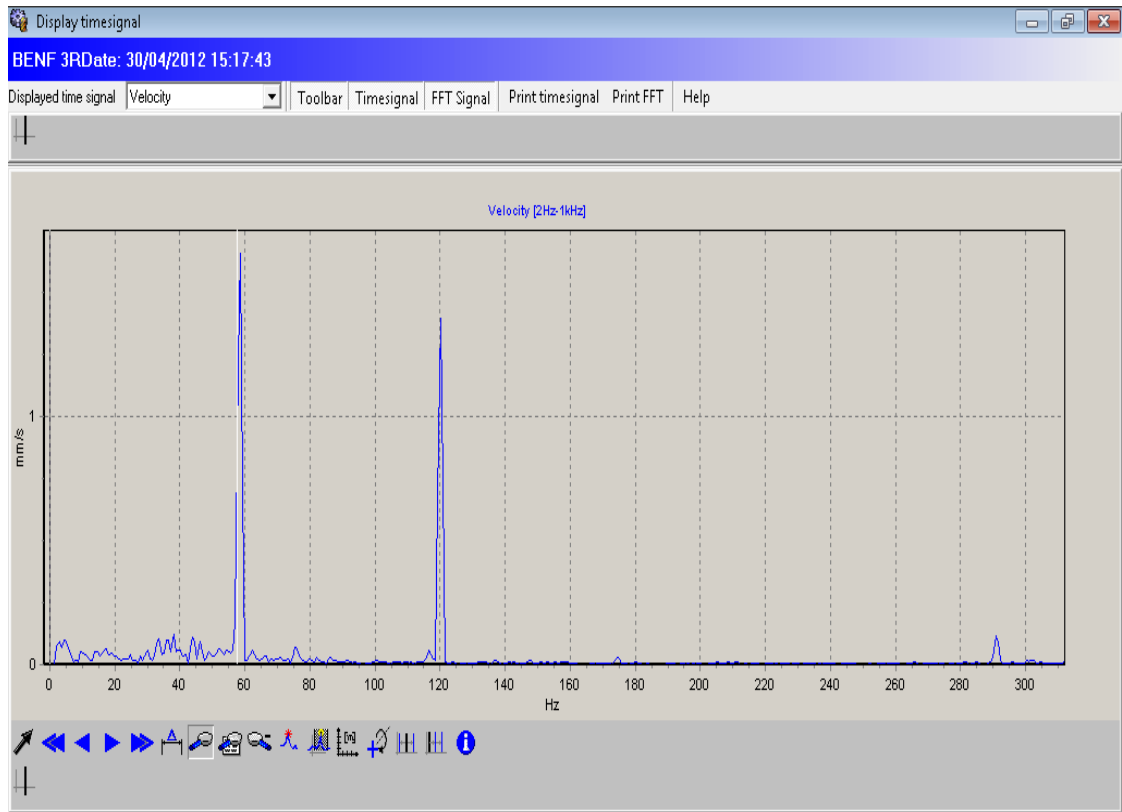 Display timesignal
BENF 3RDate: 30/04/2012 15:17:43
Displayed time signal Velocity Toolbar Timesignal FFT Signal Print timesignal Print FFT Help
Velocity [2Hz-1kHz]
1
mm/s
0
0 20 40 60 80 100 120 140 160 180 200 220 240 260 280 300
Hz
[m]